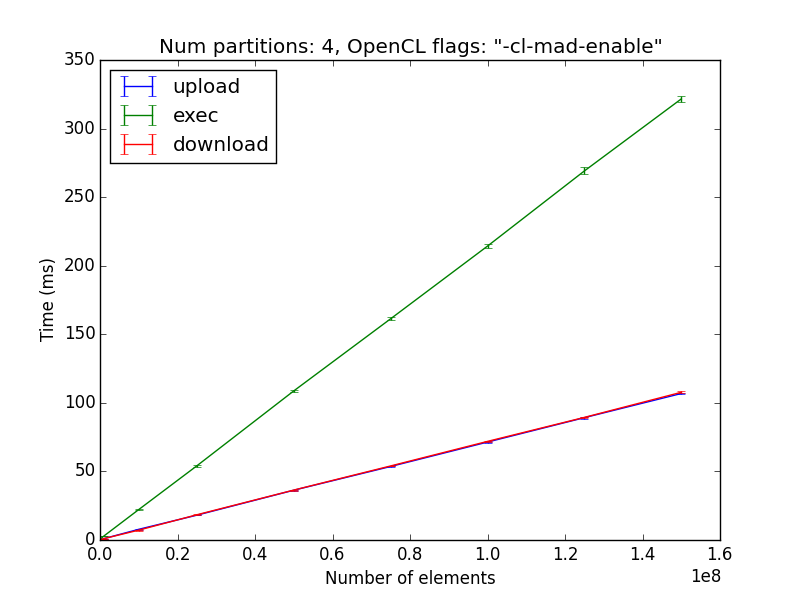 Num partitions: 4, OpenCL flags: "-cl-mad-enable"
350
300
250
200
150
100
50
0
Time (ms)
upload
exec
download
0.0 0.2 0.4 0.6 0.8 1.0 1.2 1.4 1.6
1e8
Number of elements